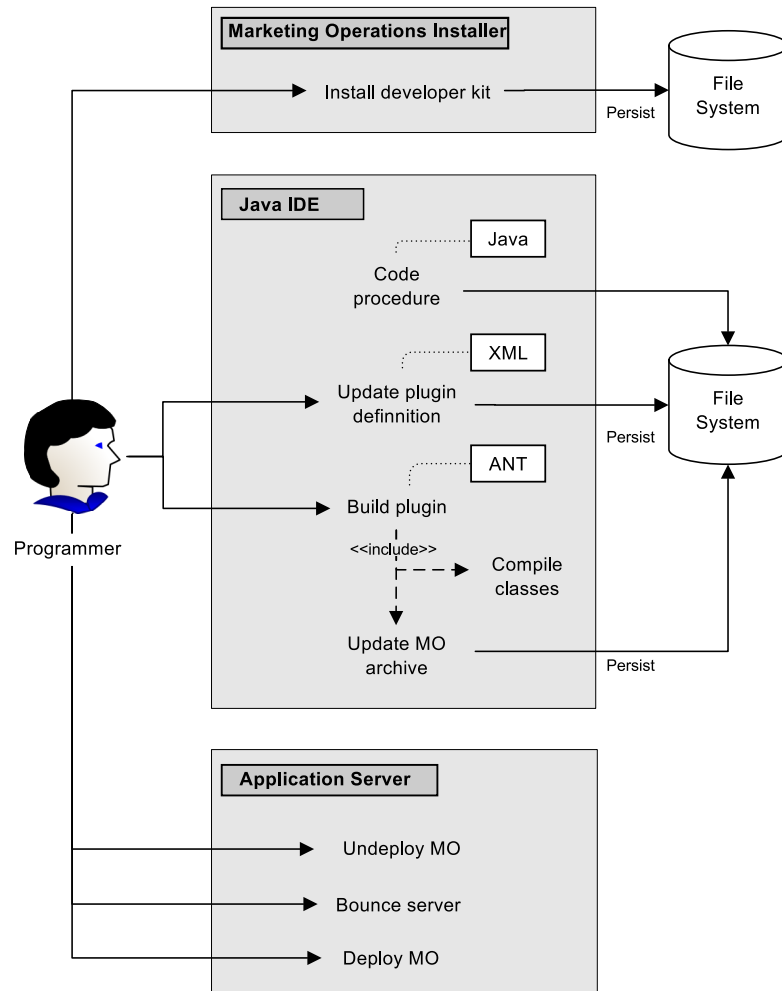 Marketing Operations Installer
Install developer kit
Persist
File
System
Java IDE
Java
Code
procedure
XML
Update plugin
definnition
Persist
File
System
ANT
Build plugin
<<include>>
Compile
classes
Update MO
archive
Persist
Programmer
Application Server
Undeploy MO
Bounce server
Deploy MO